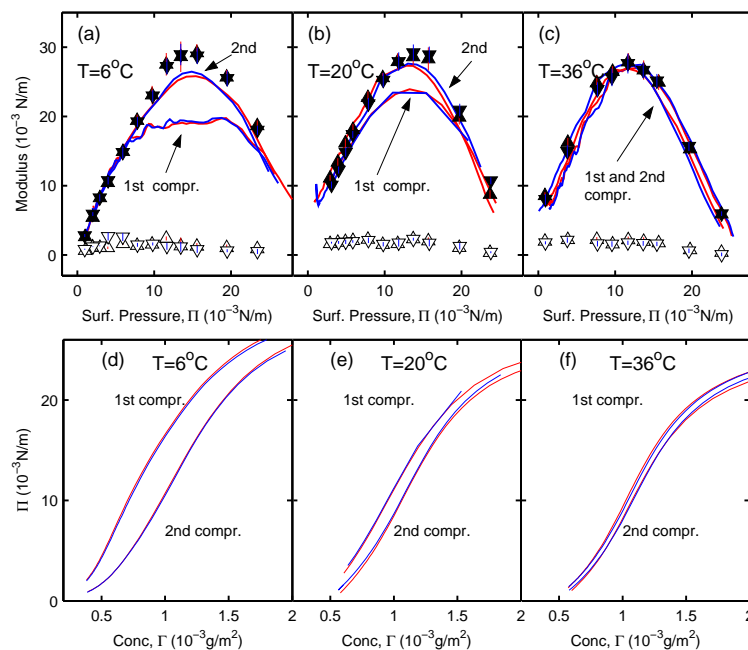 (a)
(b)
(c)
T=6°C
T=20°C
T=36°C
2nd
2nd
1st compr.
1st compr.
1st and 2nd
compr.
Modulus (10⁻³ N/m)
30
20
10
0
0 10 20
0 10 20
0 10 20
Surf. Pressure, Π (10⁻³N/m)
Surf. Pressure, Π (10⁻³N/m)
Surf. Pressure, Π (10⁻³N/m)
(d)
(e)
(f)
T=6°C
T=20°C
T=36°C
1st compr.
1st compr.
1st compr.
2nd compr.
2nd compr.
2nd compr.
Π (10⁻³N/m)
20
10
0
0.5 1 1.5 2
1 1.5 2
1 1.5 2
Conc, Γ (10⁻³g/m²)
Conc, Γ (10⁻³g/m²)
Conc, Γ (10⁻³g/m²)